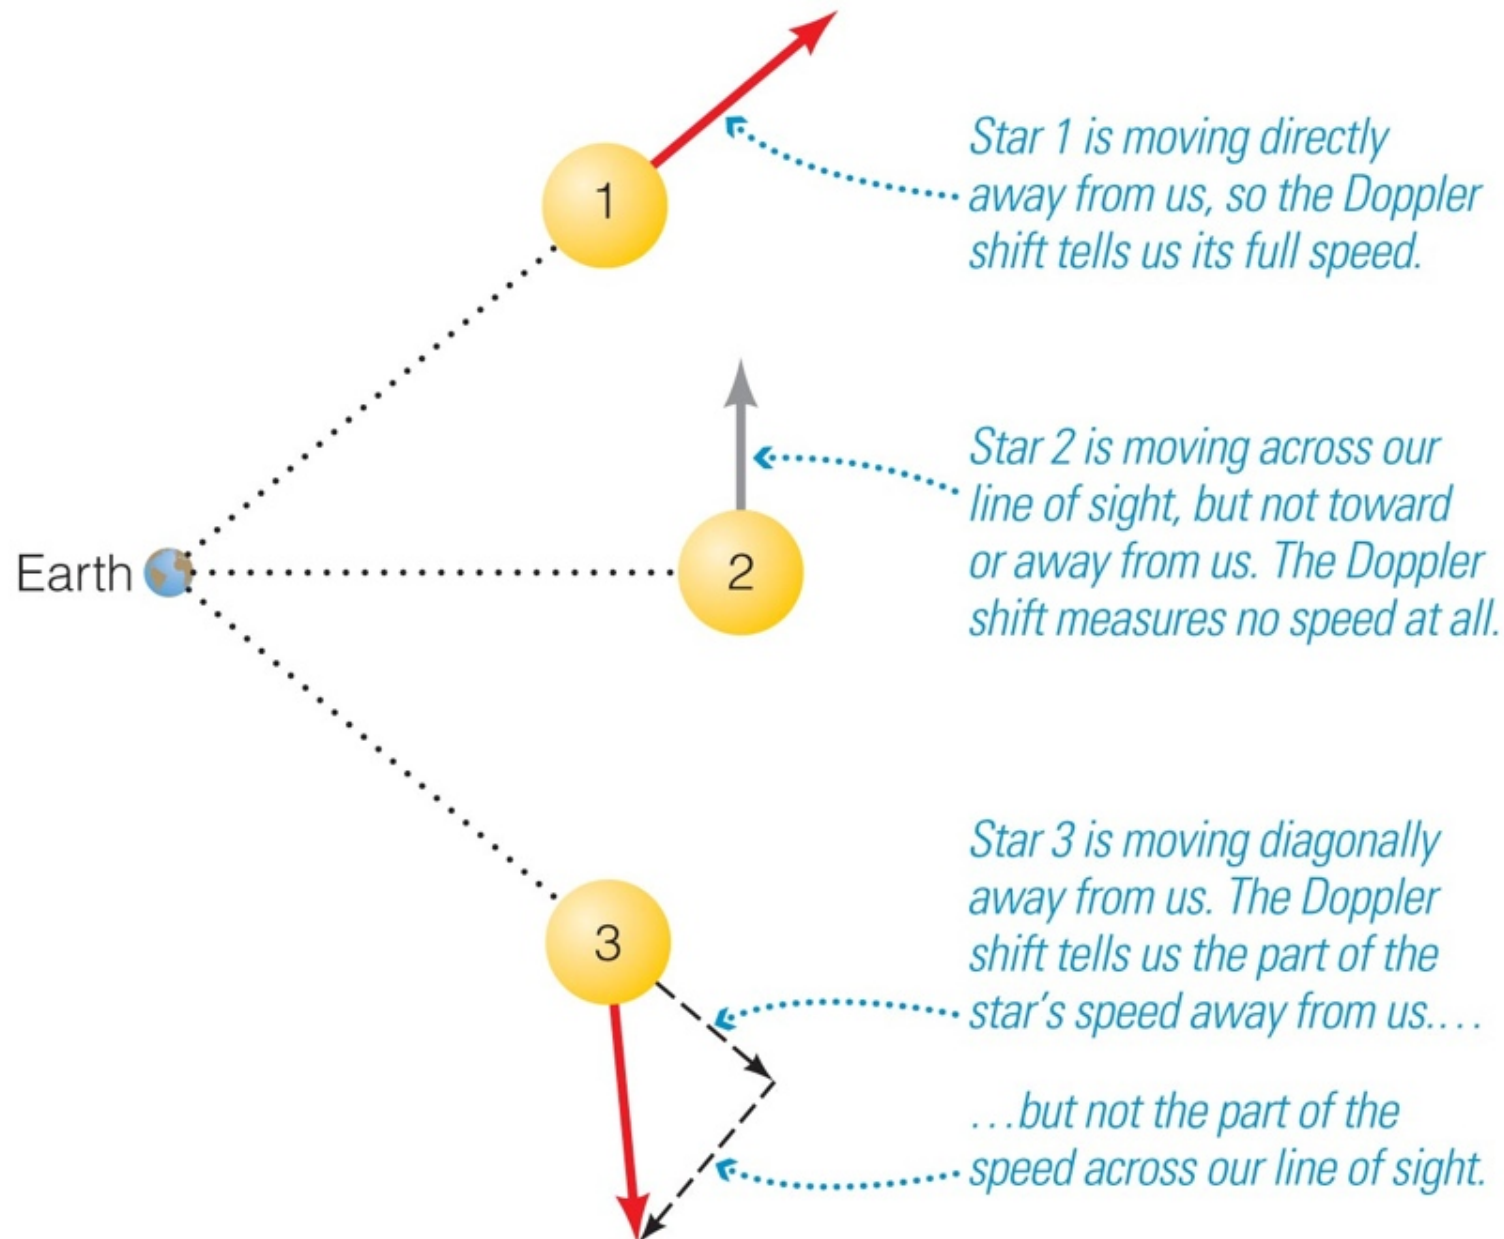 1
Star 1 is moving directly
away from us, so the Doppler
shift tells us its full speed.
Earth
2
Star 2 is moving across our
line of sight, but not toward
or away from us. The Doppler
shift measures no speed at all.
3
Star 3 is moving diagonally
away from us. The Doppler
shift tells us the part of the
star’s speed away from us....
...but not the part of the
speed across our line of sight.